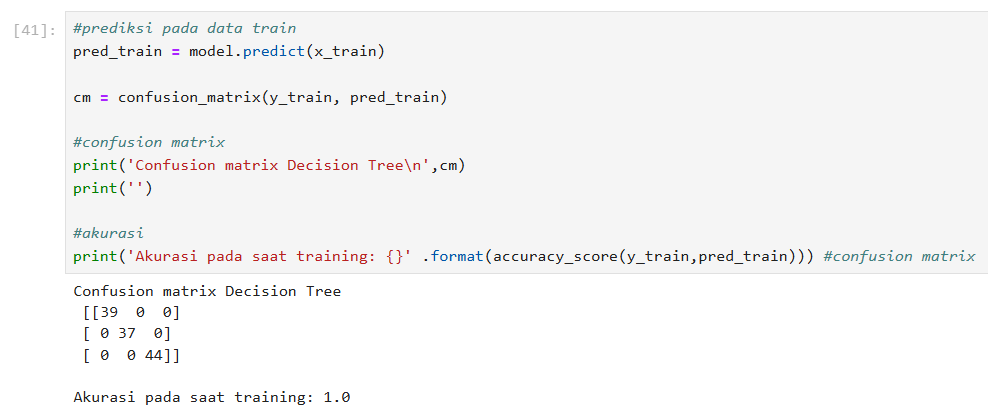 [41]: #prediksi pada data train
pred_train = model.predict(x_train)
cm = confusion_matrix(y_train, pred_train)
#confusion matrix
print('Confusion matrix Decision Tree\n',cm)
print('')
#akurasi
print('Akurasi pada saat training: {}' .format(accuracy_score(y_train,pred_train))) #confusion matrix
Confusion matrix Decision Tree
[[39  0  0]
[ 0 37  0]
[ 0  0 44]]
Akurasi pada saat training: 1.0